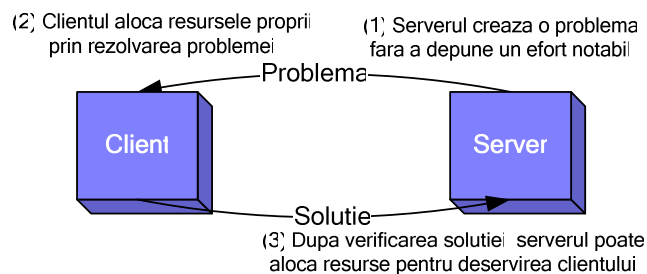 (2) Clientul aloca resursele proprii
prin rezolvarea problemei
(1) Serverul creaza o problema
fara a depune un efort notabil
Problema
Client
Server
Solutie
(3) Dupa verificarea solutiei serverul poate
aloca resurse pentru deservirea clientului